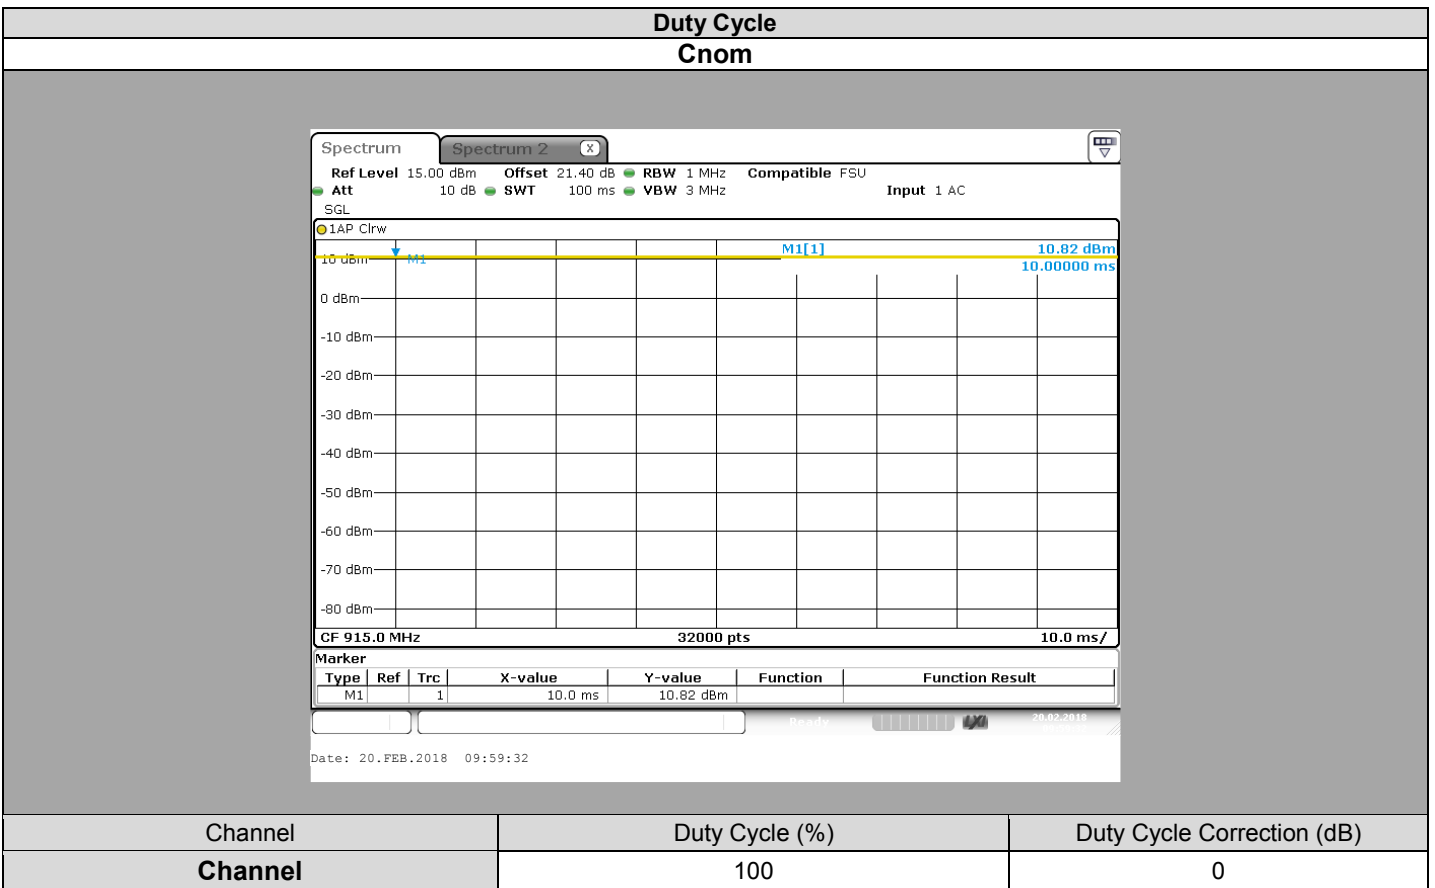 Duty Cycle
Cnom
Spectrum Spectrum 2 X
Ref Level 15.00 dBm Offset 21.40 dB RBW 1 MHz Compatible FSU
Att 10 dB SWT 100 ms VBW 3 MHz Input 1 AC
SGL
1AP Clrw
M1[1] 10.82 dBm
10 dBm M1
10.00000 ms
0 dBm
-10 dBm
-20 dBm
-30 dBm
-40 dBm
-50 dBm
-60 dBm
-70 dBm
-80 dBm
CF 915.0 MHz 32000 pts 10.0 ms/
Marker
Type Ref Trc X-value Y-value Function Function Result
M1 1 10.0 ms 10.82 dBm
Ready LXI 20.02.2018
Date: 20.FEB.2018 09:59:32
Channel Duty Cycle (%) Duty Cycle Correction (dB)
Channel 100 0